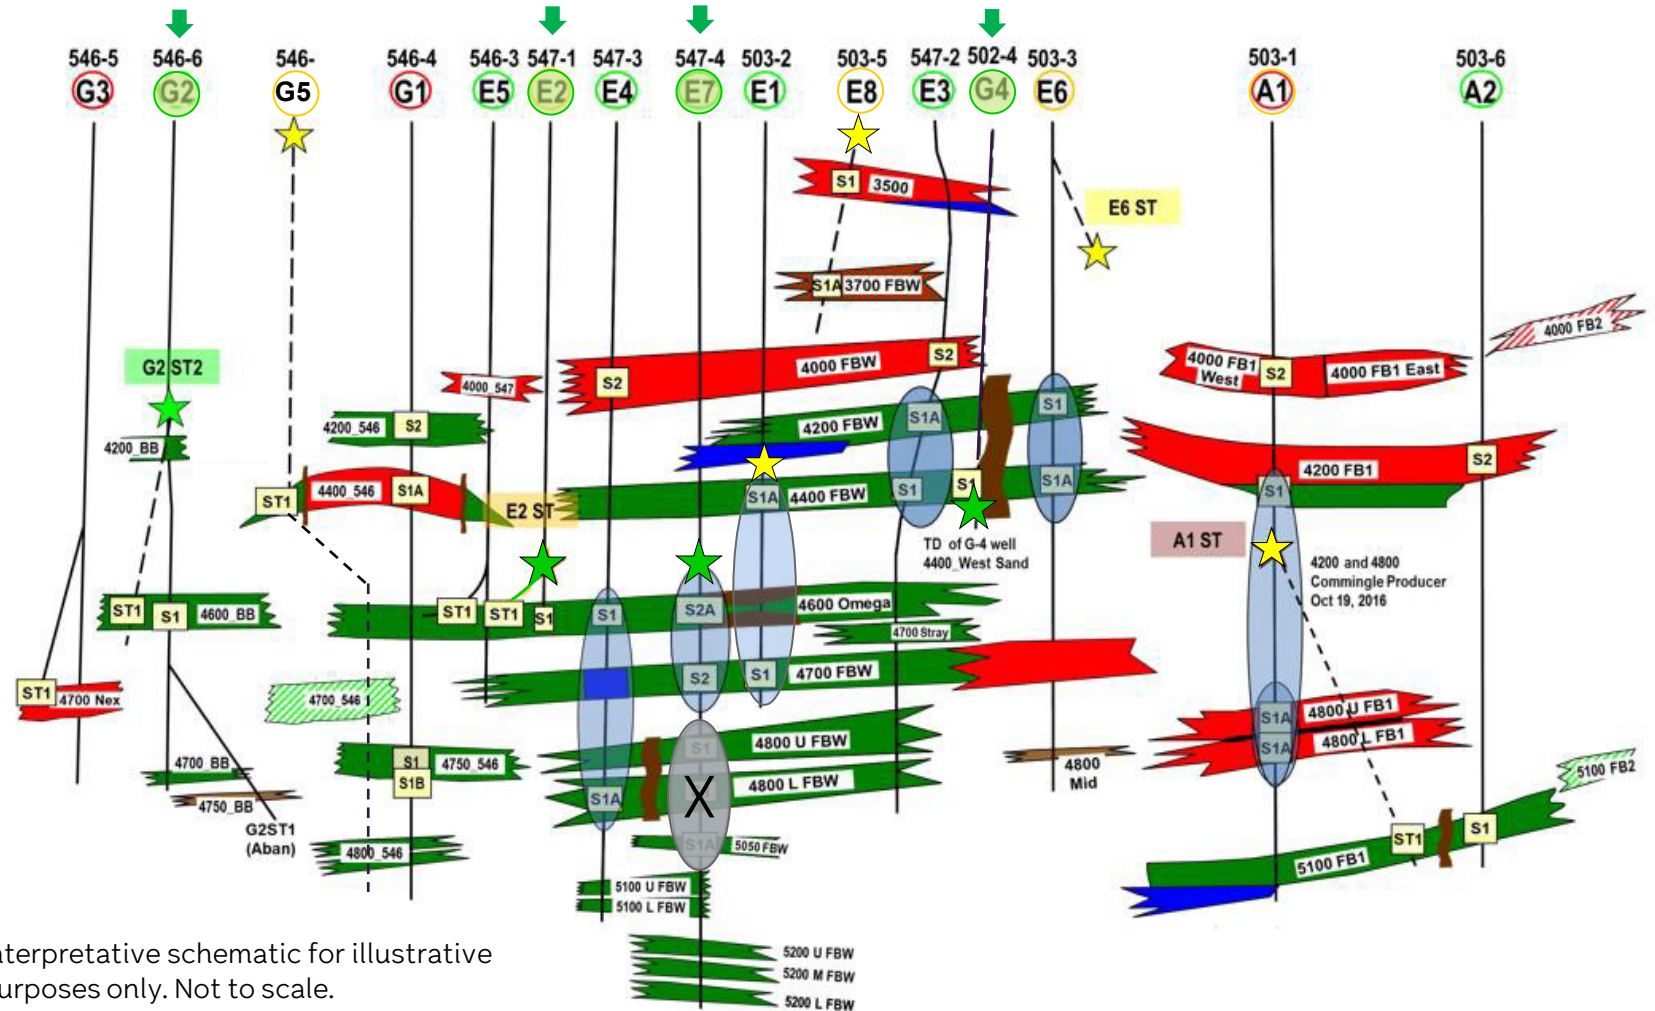 546-5
546-6
546-
546-4
546-3
547-1
547-3
547-4
503-2
503-5
547-2
502-4
503-3
503-1
503-6
G3
G2
G5
G1
E5
E2
E4
E7
E1
E8
E3
G4
E6
A1
A2
S1
3500
E6 ST
S1A
3700 FBW
4000 FB2
G2 ST2
4000_547
S2
4000 FBW
S2
4000 FB1
West
S2
4000 FB1 East
4200_BB
4200_546
S2
4200 FBW
S1A
S1
4200 FB1
S2
ST1
4400_546
S1A
E2 ST
S1A
4400 FBW
S1
S1
S1A
S1
TD of G-4 well
4400_West Sand
A1 ST
4200 and 4800
Commingle Producer
Oct 19, 2016
ST1
S1
4600_BB
ST1
ST1
S1
S1
S2A
4600 Omega
4700 Stray
ST1
4700 Nex
4700_546
S2
S1
4700 FBW
S1A
4800 U FB1
S1A
4800 L FB1
4700_BB
4750_BB
G2ST1
(Aban)
S1
S1B
4750_546
S1
4800 U FBW
S1A
X
4800 L FBW
4800
Mid
5100 FB2
4800_546
S1A
5050 FBW
ST1
S1
5100 FB1
5100 U FBW
5100 L FBW
5200 U FBW
5200 M FBW
5200 L FBW
terpretative schematic for illustrative
urposes only. Not to scale.